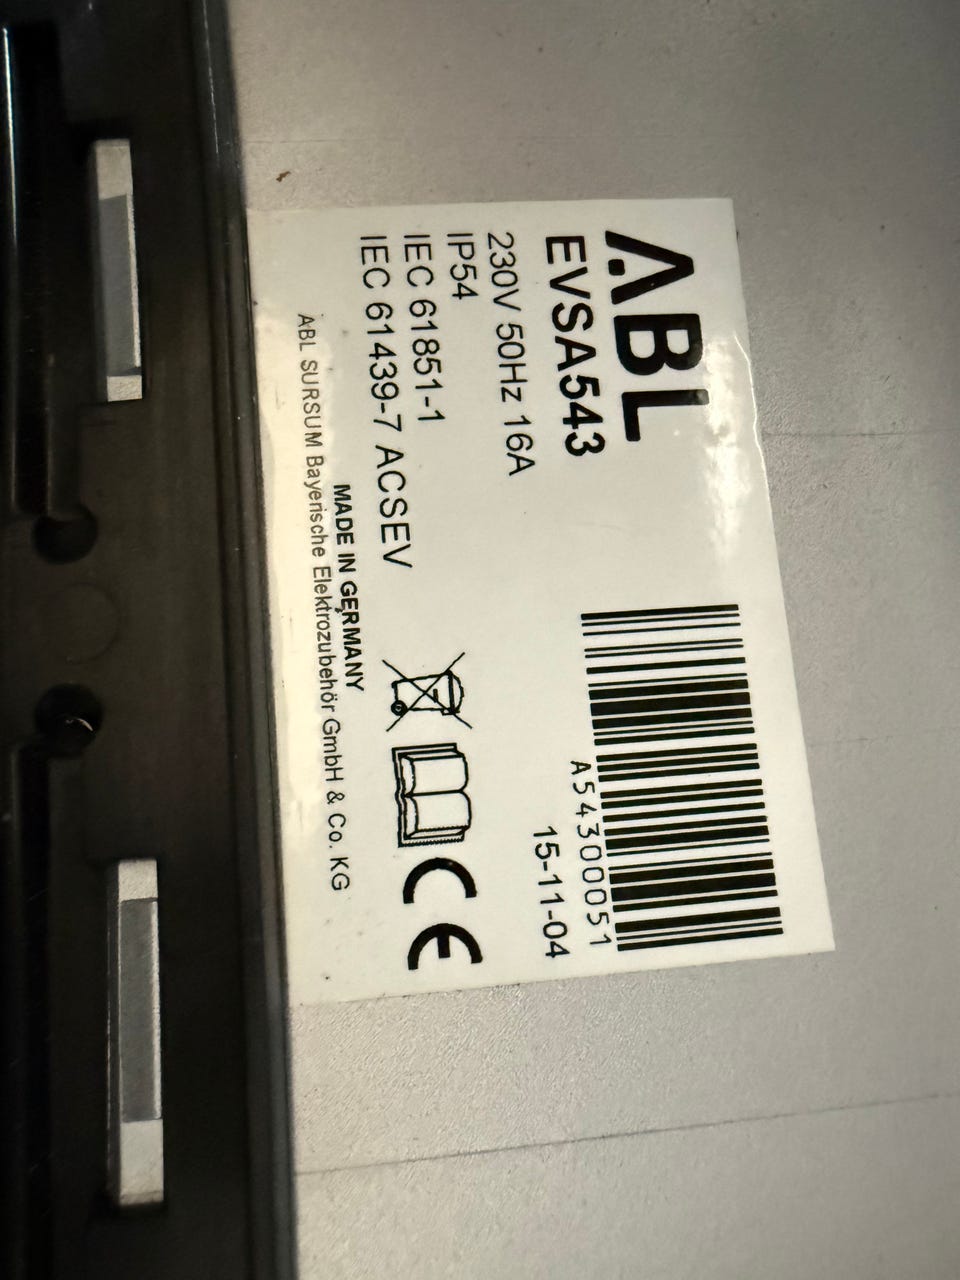 ABL
EVSA543
230V 50Hz 16A
IP54
IEC 61851-1
IEC 61439-7 ACSEV
A54300051
15-11-04
CE
MADE IN GERMANY
ABL SURSUM Bayerische Elektrozubehör GmbH & Co. KG